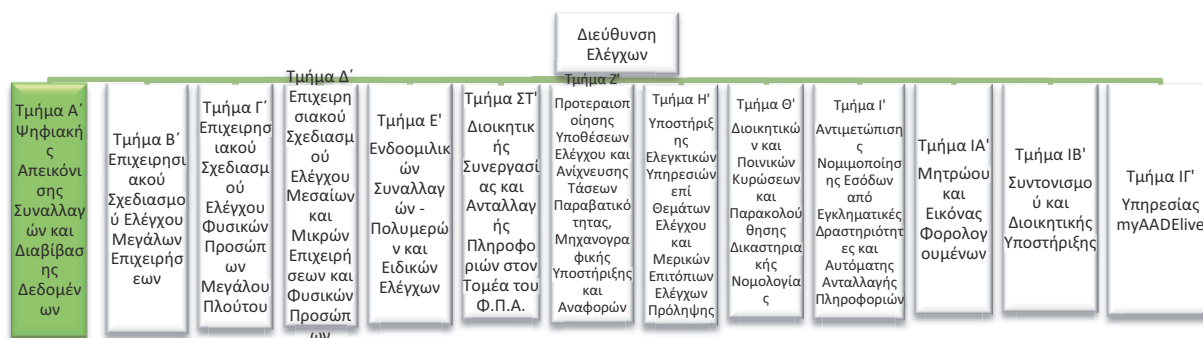 Διεύθυνση
Ελέγχων
Τμήμα Α΄
Ψηφιακή
ς
Απεικόνι
σης
Συναλλαγ
ών και
Διαβίβασ
ης
Δεδομέν
ων
Τμήμα Β΄
Επιχειρησι
ακού
Σχεδιασμο
ύ Ελέγχου
Μεγάλων
Επιχειρήσ
εων
Τμήμα Γ΄
Επιχειρησ
ιακού
Σχεδιασμ
ού
Ελέγχου
Φυσικών
Προσώπ
ων
Μεγάλου
Πλούτου
Τμήμα Δ΄
Επιχειρη
σιακού
Σχεδιασμ
ού
Ελέγχου
Μεσαίων
και
Μικρών
Επιχειρή
σεων και
Φυσικών
Προσώπ
ων
Τμήμα Ε'
Ενδοομιλικ
ών
Συναλλαγ
ών -
Πολυμερώ
ν και
Ειδικών
Ελέγχων
Τμήμα ΣΤ'
Διοικητικ
ής
Συνεργασί
ας και
Ανταλλαγ
ής
Πληροφο
ριών στον
Τομέα του
Φ.Π.Α.
Τμήμα Ζ'
Προτεραιοπ
οίησης
Υποθέσεων
Ελέγχου και
Ανίχνευσης
Τάσεων
Παραβατικό
τητας,
Μηχανογρα
φικής
Υποστήριξης
και
Αναφορών
Τμήμα Η'
Υποστήριξ
ης
Ελεγκτικών
Υπηρεσιών
επί
Θεμάτων
Ελέγχου
και
Μερικών
Επιτόπιων
Ελέγχων
Πρόληψης
Τμήμα Θ'
Διοικητικώ
ν και
Ποινικών
Κυρώσεων
και
Παρακολού
θησης
Δικαστηρια
κής
Νομολογία
ς
Τμήμα Ι'
Αντιμετώπιση
ς
Νομιμοποίησ
ης Εσόδων
από
Εγκληματικές
Δραστηριότητ
ες και
Αυτόματης
Ανταλλαγής
Πληροφοριών
Τμήμα ΙΑ'
Μητρώου
και
Εικόνας
Φορολογ
ουμένων
Τμήμα ΙΒ'
Συντονισμο
ύ και
Διοικητικής
Υποστήριξης
Τμήμα ΙΓ'
Υπηρεσίας
myAADElive